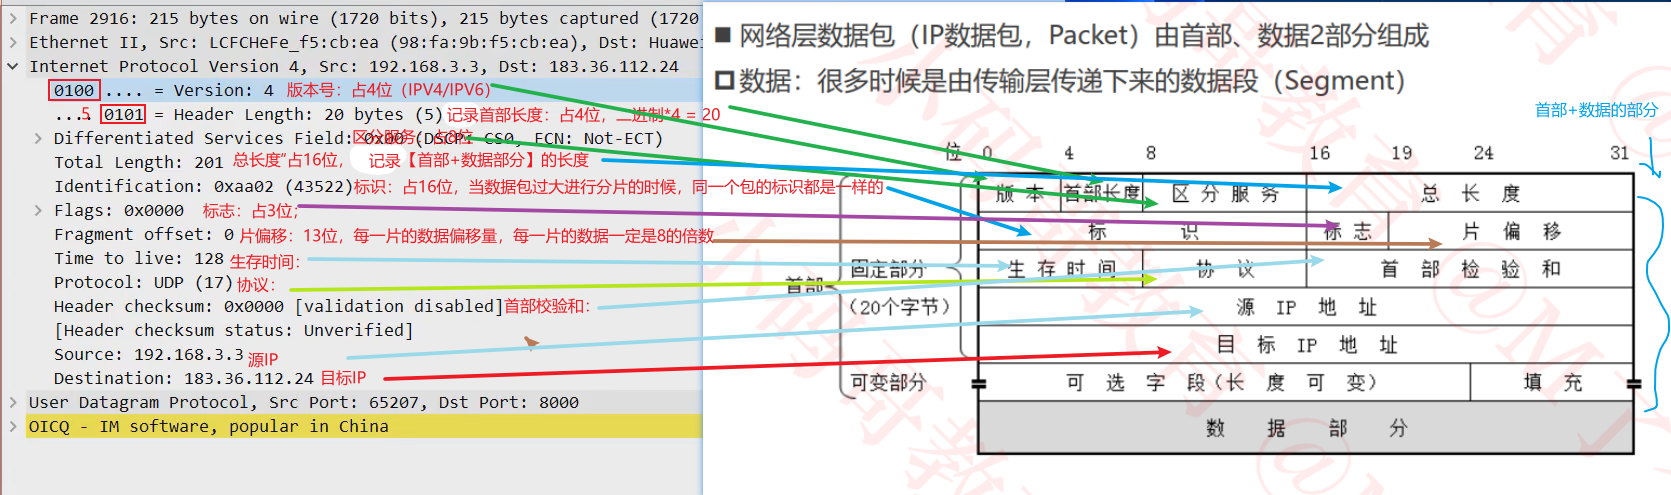 Frame 2916: 215 bytes on wire (1720 bits), 215 bytes captured (1720
Ethernet II, Src: LCFCHeFe_f5:cb:ea (98:fa:9b:f5:cb:ea), Dst: Huawei
Internet Protocol Version 4, Src: 192.168.3.3, Dst: 183.36.112.24
0100 .... = Version: 4 版本号：占4位（IPV4/IPV6）
5
.... 0101 = Header Length: 20 bytes (5) 记录首部长度：占4位，二进制*4 = 20
Differentiated Services Field: 0x00 (DSCP: CS0, ECN: Not-ECT)
区分服务：占8位
Total Length: 201 总长度"占16位， 记录【首部+数据部分】的长度
Identification: 0xaa02 (43522) 标识：占16位，当数据包过大进行分片的时候，同一个包的标识都是一样的
Flags: 0x0000 标志：占3位；
Fragment offset: 0 片偏移：13位，每一片的数据偏移量，每一片的数据一定是8的倍数
Time to live: 128 生存时间：
Protocol: UDP (17) 协议：
Header checksum: 0x0000 [validation disabled] 首部校验和：
[Header checksum status: Unverified]
Source: 192.168.3.3 源IP
Destination: 183.36.112.24 目标IP
User Datagram Protocol, Src Port: 65207, Dst Port: 8000
OICQ - IM software, popular in China
网络层数据包（IP数据包，Packet）由首部、数据2部分组成
数据：很多时候是由传输层传递下来的数据段（Segment）
首部+数据的部分
位 0 4 8 16 19 24 31
版本 首部长度 区分服务 总长度
标识 标志 片偏移
生存时间 协议 首部检验和
源 IP 地址
目标 IP 地址
可选字段（长度可变） 填充
数据部分
首部
固定部分
（20个字节）
可变部分
小码哥教育 @M了
小码哥教育